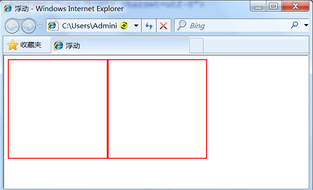 浮动 - Windows Internet Explorer
C:\Users\Admini
Bing
收藏夹
浮动